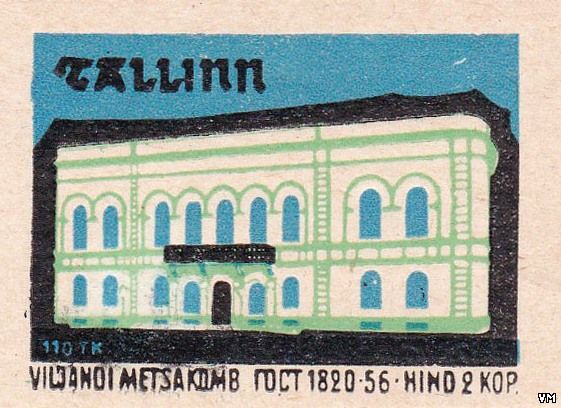 TALLINN
110 TK
VILJANDI METSAKOMB ГОСТ 1820-56 · HIND 2 KOP.
VM